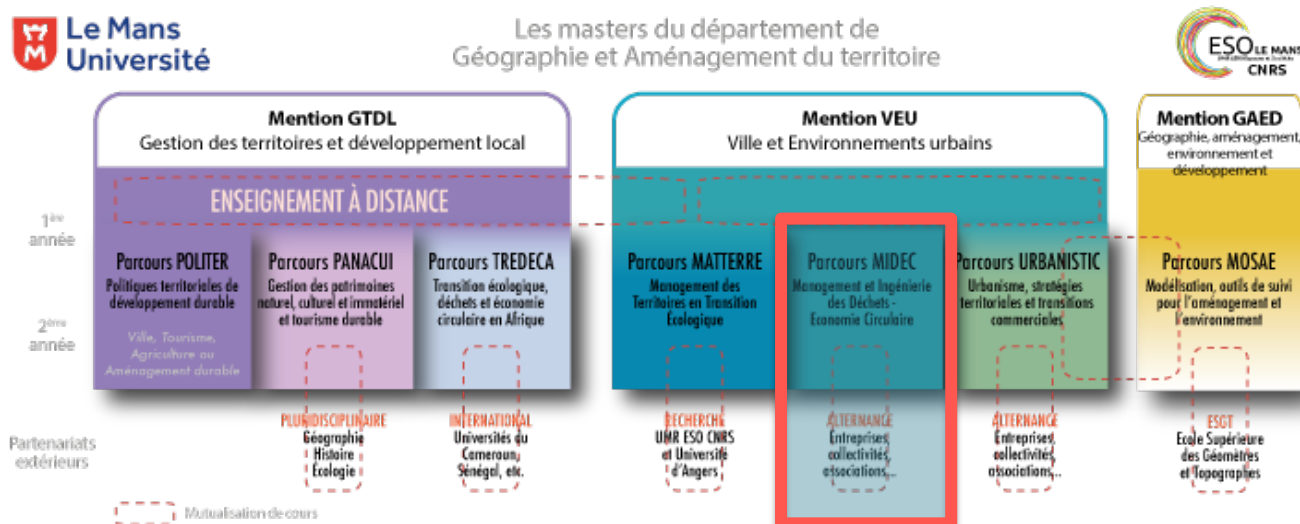 Le Mans
Université
Les masters du département de
Géographie et Aménagement du territoire
ESO LE MANS
CNRS
Mention GTDL
Gestion des territoires et développement local
Mention VEU
Ville et Environnements urbains
Mention GAED
Géographie, aménagement,
environnement et
développement
ENSEIGNEMENT À DISTANCE
1ère
année
2ème
année
Parcours POLITER
Politiques territoriales de
développement durable
Ville, Tourisme,
Agriculture ou
Aménagement durable
Parcours PANACUI
Gestion des patrimoines
naturel, culturel et immatériel
et tourisme durable
Parcours TREDECA
Transition écologique,
déchets et économie
circulaire en Afrique
Parcours MATTERRE
Management des
Territoires en Transition
Écologique
Parcours MIDEC
Management et Ingénierie
des Déchets -
Economie Circulaire
Parcours URBANISTIC
Urbanisme, stratégies
territoriales et transitions
commerciales
Parcours MOSAE
Modélisation, outils de suivi
pour l'aménagement et
l'environnement
Partenariats
extérieurs
PLURIDISCIPLINAIRE
Géographie
Histoire
Écologie
INTERNATIONAL
Universités du
Cameroun,
Sénégal, etc.
RECHERCHE
UMR ESO CNRS
et Université
d'Angers
ALTERNANCE
Entreprises,
collectivités,
associations,...
ALTERNANCE
Entreprises,
collectivités,
associations,...
ESGT
Ecole Supérieure
des Géomètres
et Topographes
Mutualisation de cours